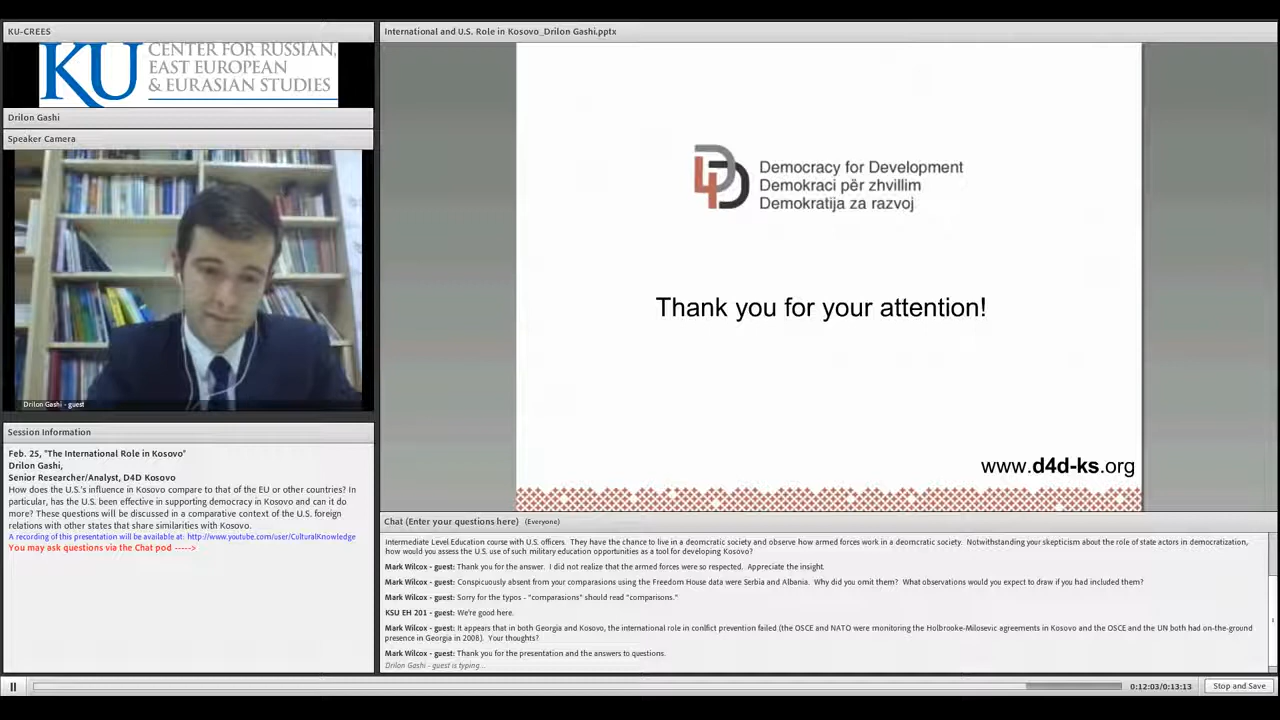 KU-CREES
KU
CENTER FOR RUSSIAN,
EAST EUROPEAN
& EURASIAN STUDIES
Drilon Gashi
Speaker Camera
Drilon Gashi - guest
Session Information
Feb. 25, "The International Role in Kosovo"
Drilon Gashi,
Senior Researcher/Analyst, D4D Kosovo
How does the U.S.'s influence in Kosovo compare to that of the EU or other countries? In
particular, has the U.S. been effective in supporting democracy in Kosovo and can it do
more? These questions will be discussed in a comparative context of the U.S. foreign
relations with other states that share similarities with Kosovo.
A recording of this presentation will be available at: http://www.youtube.com/user/CulturalKnowledge
You may ask questions via the Chat pod ----->
International and U.S. Role in Kosovo_Drilon Gashi.pptx
D4D
Democracy for Development
Demokraci për zhvillim
Demokratija za razvoj
Thank you for your attention!
www.d4d-ks.org
Chat (Enter your questions here) (Everyone)
Intermediate Level Education course with U.S. officers. They have the chance to live in a deomcratic society and observe how armed forces work in a deomcratic society. Notwithstanding your skepticism about the role of state actors in democratization,
how would you assess the U.S. use of such military education opportunities as a tool for developing Kosovo?
Mark Wilcox - guest: Thank you for the answer. I did not realize that the armed forces were so respected. Appreciate the insight.
Mark Wilcox - guest: Conspicuously absent from your comparasions using the Freedom House data were Serbia and Albania. Why did you omit them? What observations would you expect to draw if you had included them?
Mark Wilcox - guest: Sorry for the typos - "comparasions" should read "comparisons."
KSU EH 201 - guest: We're good here.
Mark Wilcox - guest: It appears that in both Georgia and Kosovo, the international role in conflict prevention failed (the OSCE and NATO were monitoring the Holbrooke-Milosevic agreements in Kosovo and the OSCE and the UN both had on-the-ground
presence in Georgia in 2008). Your thoughts?
Mark Wilcox - guest: Thank you for the presentation and the answers to questions.
Drilon Gashi - guest is typing...
0:12:03/0:13:13
Stop and Save